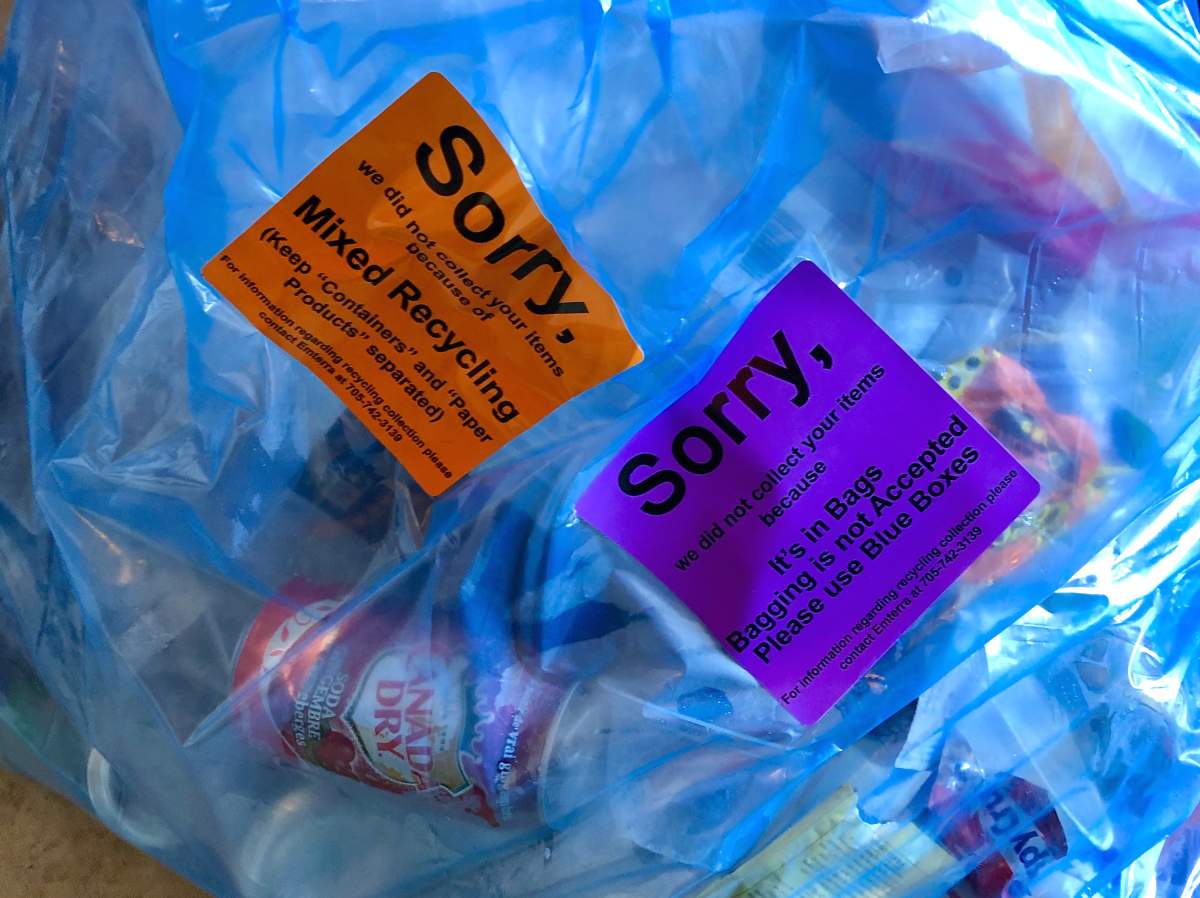 Sorry,
we did not collect your items
because of
Mixed Recycling
(Keep “Containers” and “Paper
Products” separated)
For information regarding recycling collection please
contact Emterra at 705-742-3139
Sorry,
we did not collect your items
because
It's in Bags
Bagging is not Accepted
Please use Blue Boxes
For information regarding recycling collection please
contact Emterra at 705-742-3139
CANADA
DRY
SODA
GEMBRE